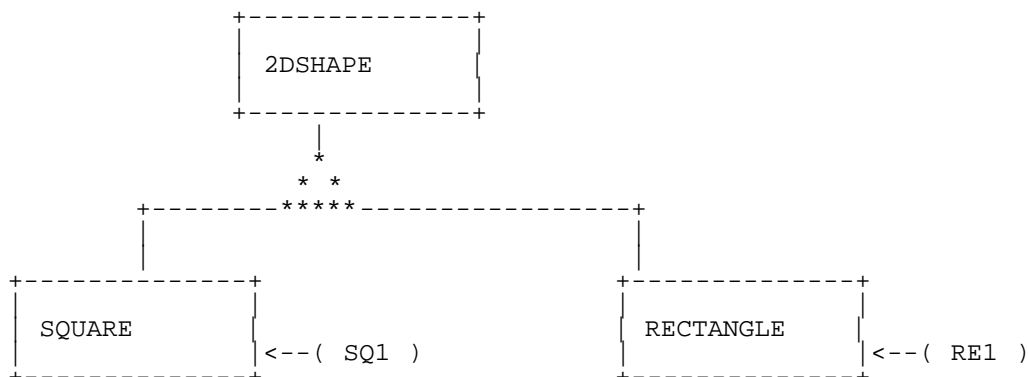 2DSHAPE
SQUARE
<--( SQ1 )
RECTANGLE
<--( RE1 )